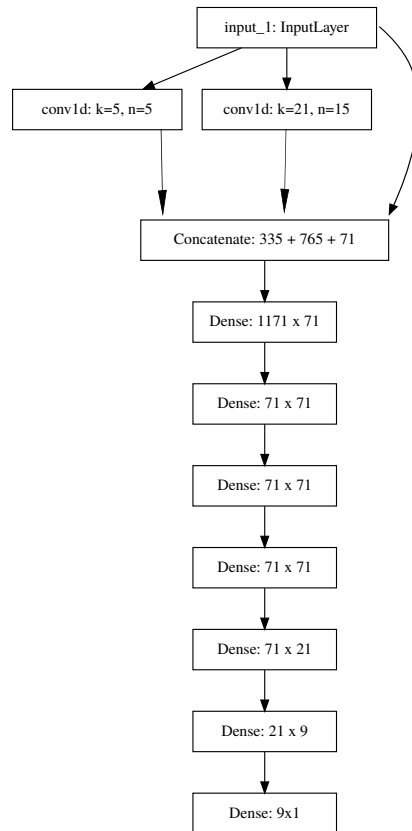 input_1: InputLayer
conv1d: k=5, n=5
conv1d: k=21, n=15
Concatenate: 335 + 765 + 71
Dense: 1171 x 71
Dense: 71 x 71
Dense: 71 x 71
Dense: 71 x 71
Dense: 71 x 21
Dense: 21 x 9
Dense: 9x1